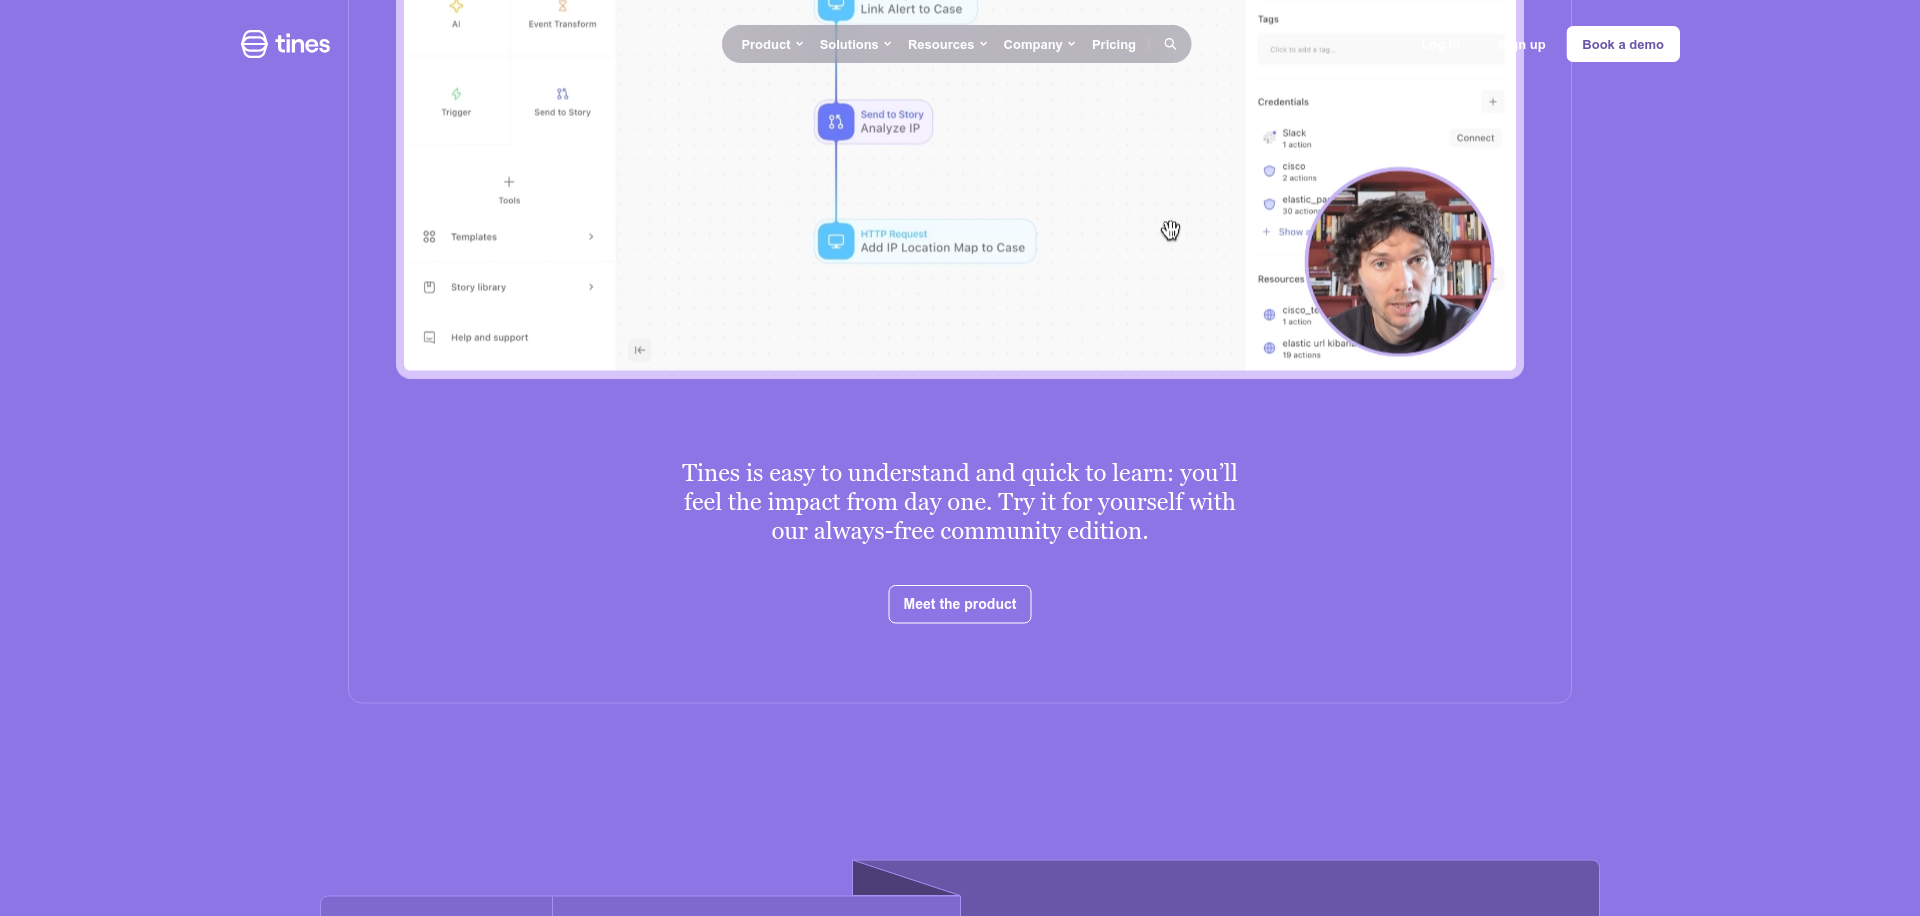 tines
Product
Solutions
Resources
Company
Pricing
Log in
Sign up
Book a demo
AI
Event Transform
Trigger
Send to Story
Tools
Templates
Story library
Help and support
Link Alert to Case
Send to Story
Analyze IP
HTTP Request
Add IP Location Map to Case
Tags
Click to add a tag...
Credentials
Slack
1 action
Connect
cisco
2 actions
30 actions
Show
Resources
1 action
elastic url kibana
19 actions
Tines is easy to understand and quick to learn: you’ll
feel the impact from day one. Try it for yourself with
our always-free community edition.
Meet the product